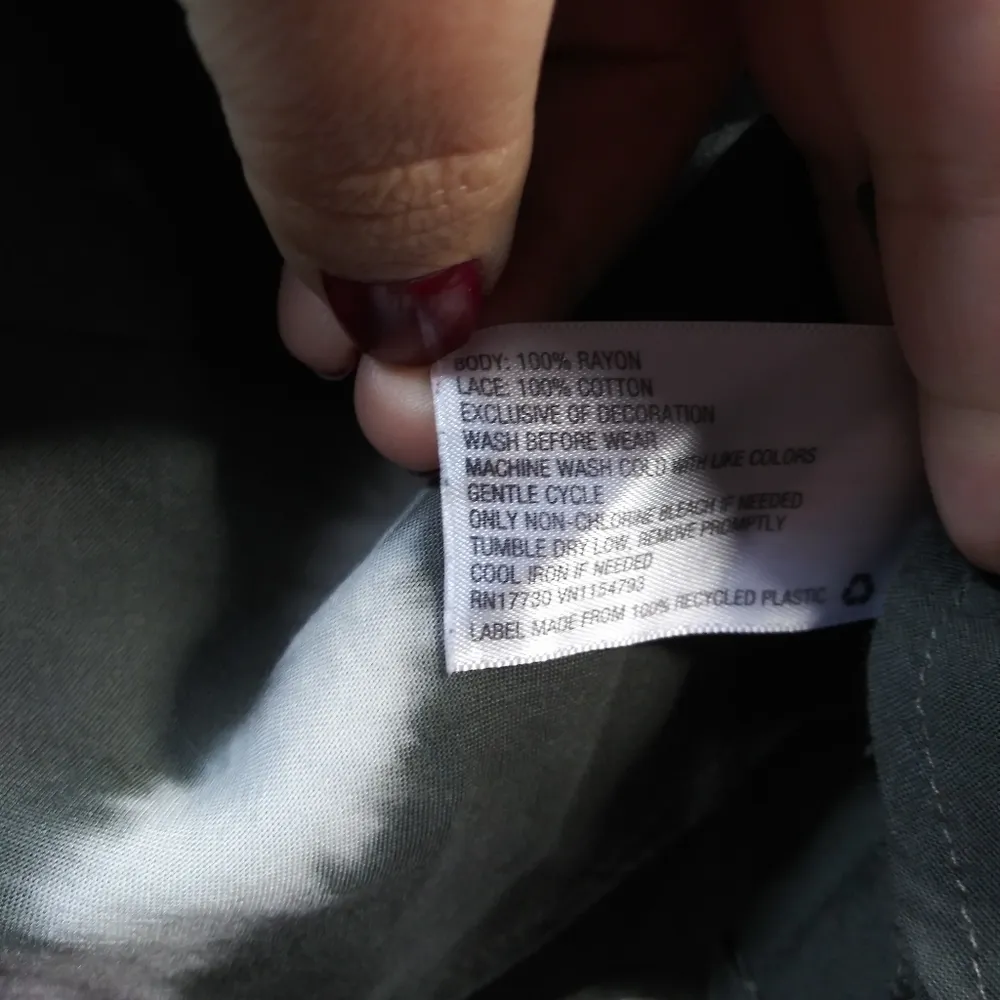 BODY: 100% RAYON
LACE: 100% COTTON
EXCLUSIVE OF DECORATION
WASH BEFORE WEAR
MACHINE WASH COLD WITH LIKE COLORS
GENTLE CYCLE
ONLY NON-CHLORINE BLEACH IF NEEDED
TUMBLE DRY LOW, REMOVE PROMPTLY
COOL IRON IF NEEDED
RN17730 VN1154793
LABEL MADE FROM 100% RECYCLED PLASTIC